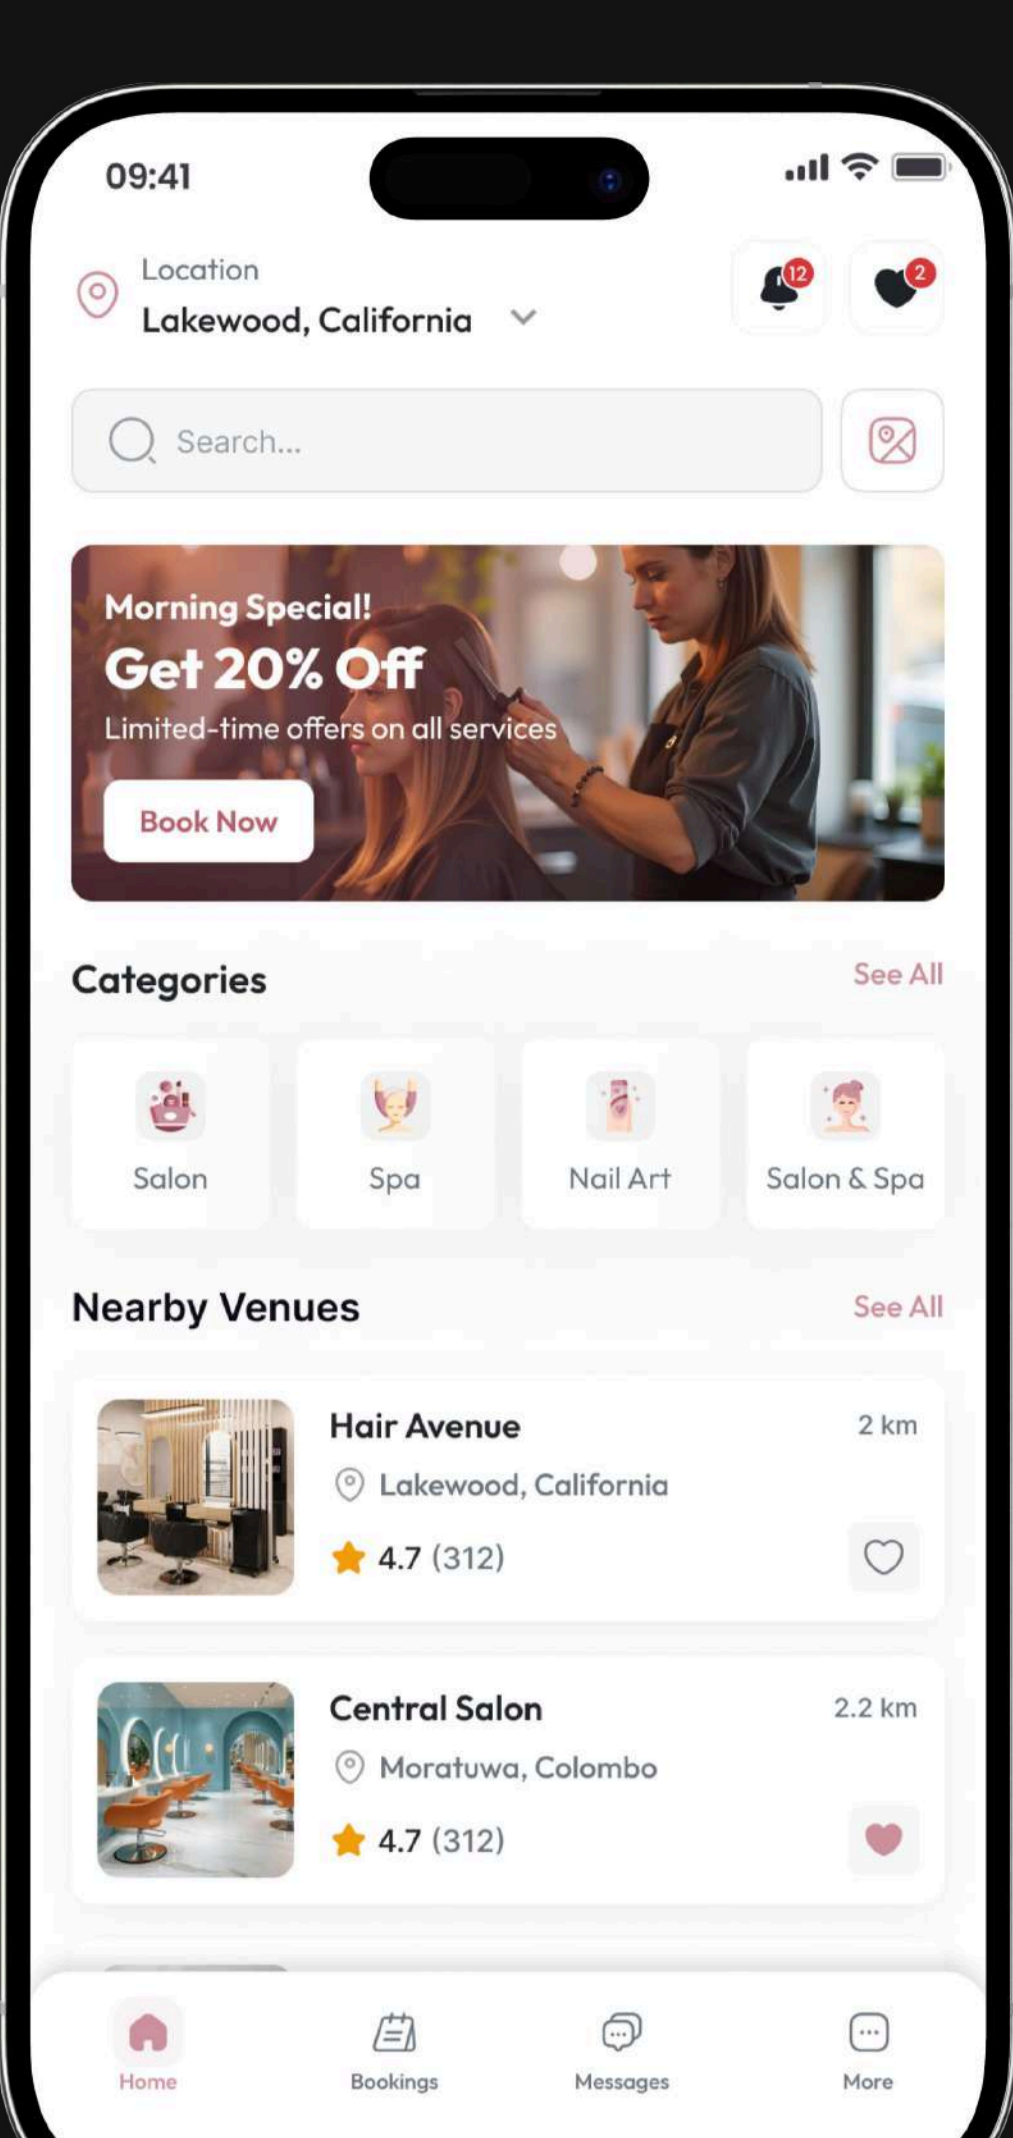 09:41
Location
Lakewood, California
12
2
Search...
Morning Special!
Get 20% Off
Limited-time offers on all services
Book Now
Categories
See All
Salon
Spa
Nail Art
Salon & Spa
Nearby Venues
See All
Hair Avenue
2 km
Lakewood, California
4.7 (312)
Central Salon
2.2 km
Moratuwa, Colombo
4.7 (312)
Home
Bookings
Messages
More